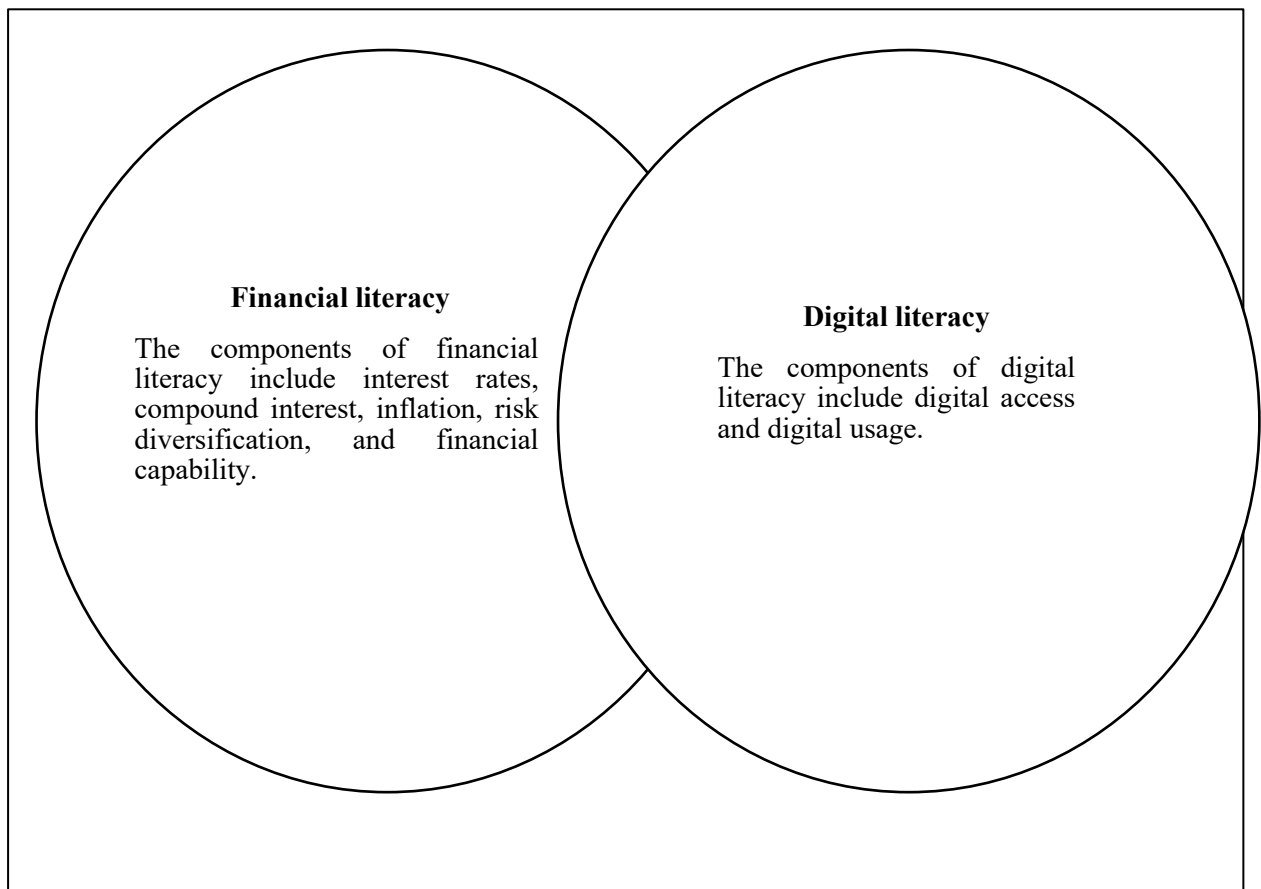 Financial literacy
The components of financial
literacy include interest rates,
compound interest, inflation, risk
diversification, and financial
capability.
Digital literacy
The components of digital
literacy include digital access
and digital usage.